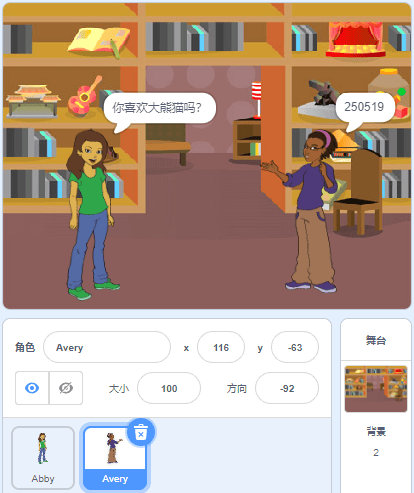 你喜欢大熊猫吗?
250519
角色 Avery x 116 y -63
大小 100 方向 -92
舞台
背景
2
Abby
Avery